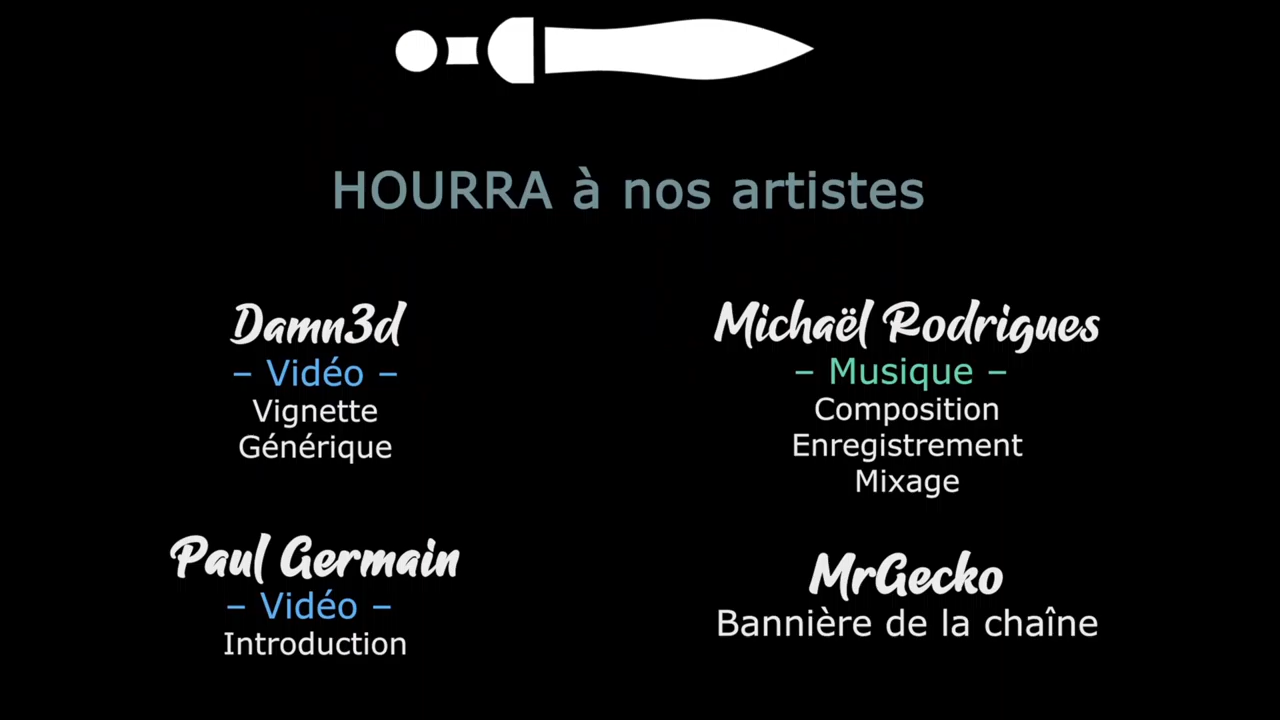 HOURRA à nos artistes
Damn3d
– Vidéo –
Vignette
Générique
Michaël Rodrigues
– Musique –
Composition
Enregistrement
Mixage
Paul Germain
– Vidéo –
Introduction
MrGecko
Bannière de la chaîne